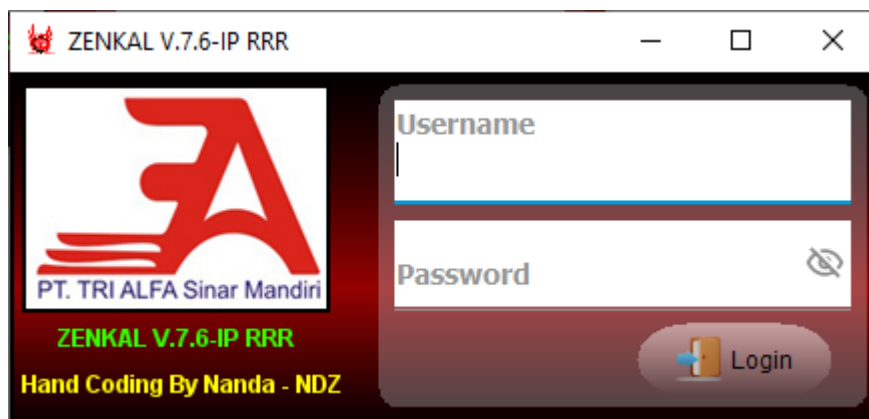 ZENKAL V.7.6-IP RRR
PT. TRI ALFA Sinar Mandiri
ZENKAL V.7.6-IP RRR
Hand Coding By Nanda - NDZ
Username
Password
Login